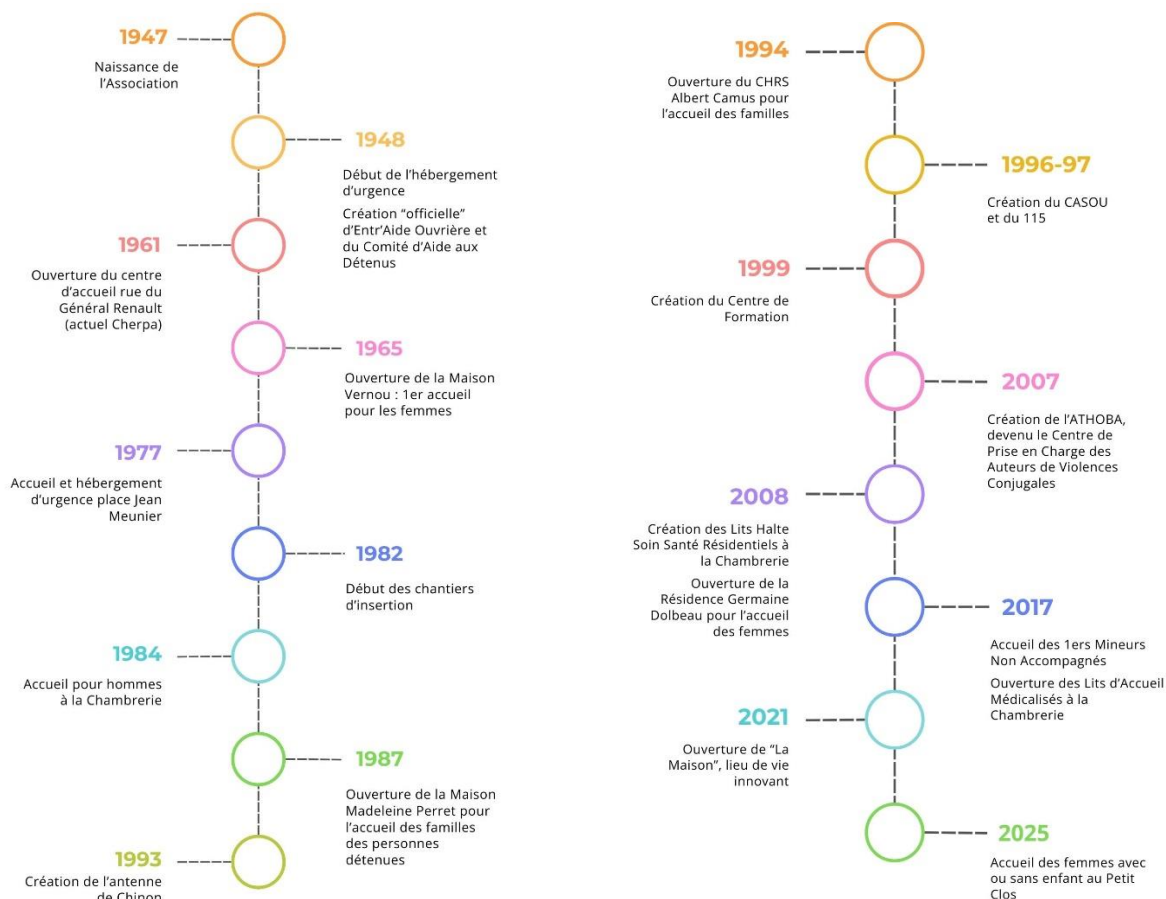 1947
Naissance de
l'Association
1948
Début de l'hébergement
d'urgence
Création "officielle"
d'Entr'Aide Ouvrière et
du Comité d'Aide aux
Détenus
1961
Ouverture du centre
d'accueil rue du
Général Renault
(actuel Cherpa)
1965
Ouverture de la Maison
Vernou : 1er accueil
pour les femmes
1977
Accueil et hébergement
d'urgence place Jean
Meunier
1982
Début des chantiers
d'insertion
1984
Accueil pour hommes
à la Chambrerie
1987
Ouverture de la Maison
Madeleine Perret pour
l'accueil des familles
des personnes
détenues
1993
Création de l'antenne
de Chinon
1994
Ouverture du CHRS
Albert Camus pour
l'accueil des familles
1996-97
Création du CASOU
et du 115
1999
Création du Centre de
Formation
2007
Création de l'ATHOBA,
devenu le Centre de
Prise en Charge des
Auteurs de Violences
Conjugales
2008
Création des Lits Halte
Soin Santé Résidentiels à
la Chambrerie
Ouverture de la
Résidence Germaine
Dolbeau pour l'accueil
des femmes
2017
Accueil des 1ers Mineurs
Non Accompagnés
Ouverture des Lits d'Accueil
Médicalisés à la
Chambrerie
2021
Ouverture de "La
Maison", lieu de vie
innovant
2025
Accueil des femmes avec
ou sans enfant au Petit
Clos